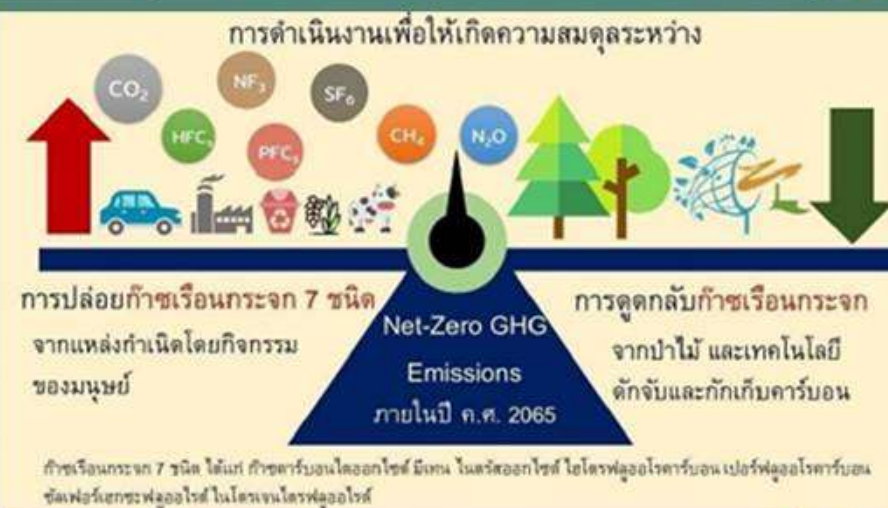 การดำเนินงานเพื่อให้เกิดความสมดุลระหว่าง
CO₂
NF₃
SF₆
HFCₛ
PFCₛ
CH₄
N₂O
การปล่อยก๊าซเรือนกระจก 7 ชนิด
จากแหล่งกำเนิดโดยกิจกรรม
ของมนุษย์
Net-Zero GHG
Emissions
ภายในปี ค.ศ. 2065
การดูดกลับก๊าซเรือนกระจก
จากป่าไม้ และเทคโนโลยี
ดักจับและกักเก็บคาร์บอน
ก๊าซเรือนกระจก 7 ชนิด ได้แก่ ก๊าซคาร์บอนไดออกไซด์ มีเทน ไนตรัสออกไซด์ ไฮโดรฟลูออโรคาร์บอน เปอร์ฟลูออโรคาร์บอน
ซัลเฟอร์เฮกซะฟลูออไรด์ ไนโตรเจนไตรฟลูออไรด์